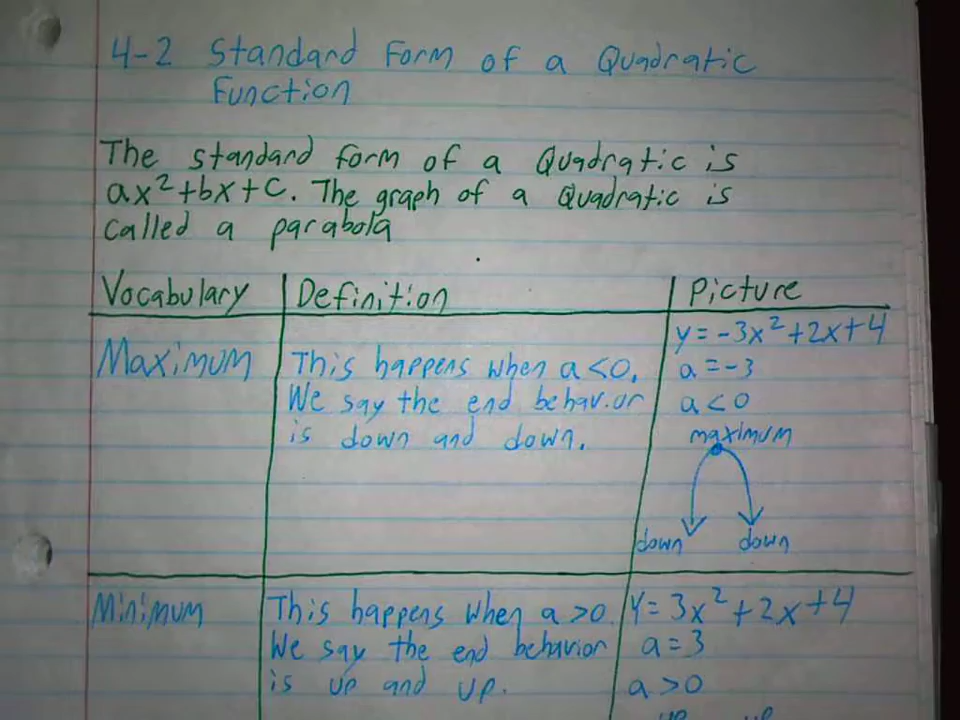 4-2 Standard Form of a Quadratic
Function
The standard form of a Quadratic is
ax²+bx+c. The graph of a Quadratic is
called a parabola
Vocabulary | Definition | Picture
Maximum
This happens when a<0.
We say the end behavior
is down and down.
y=-3x²+2x+4
a=-3
a<0
maximum
down down
Minimum
This happens when a>0.
We say the end behavior
is up and up.
y=3x²+2x+4
a=3
a>0
up up